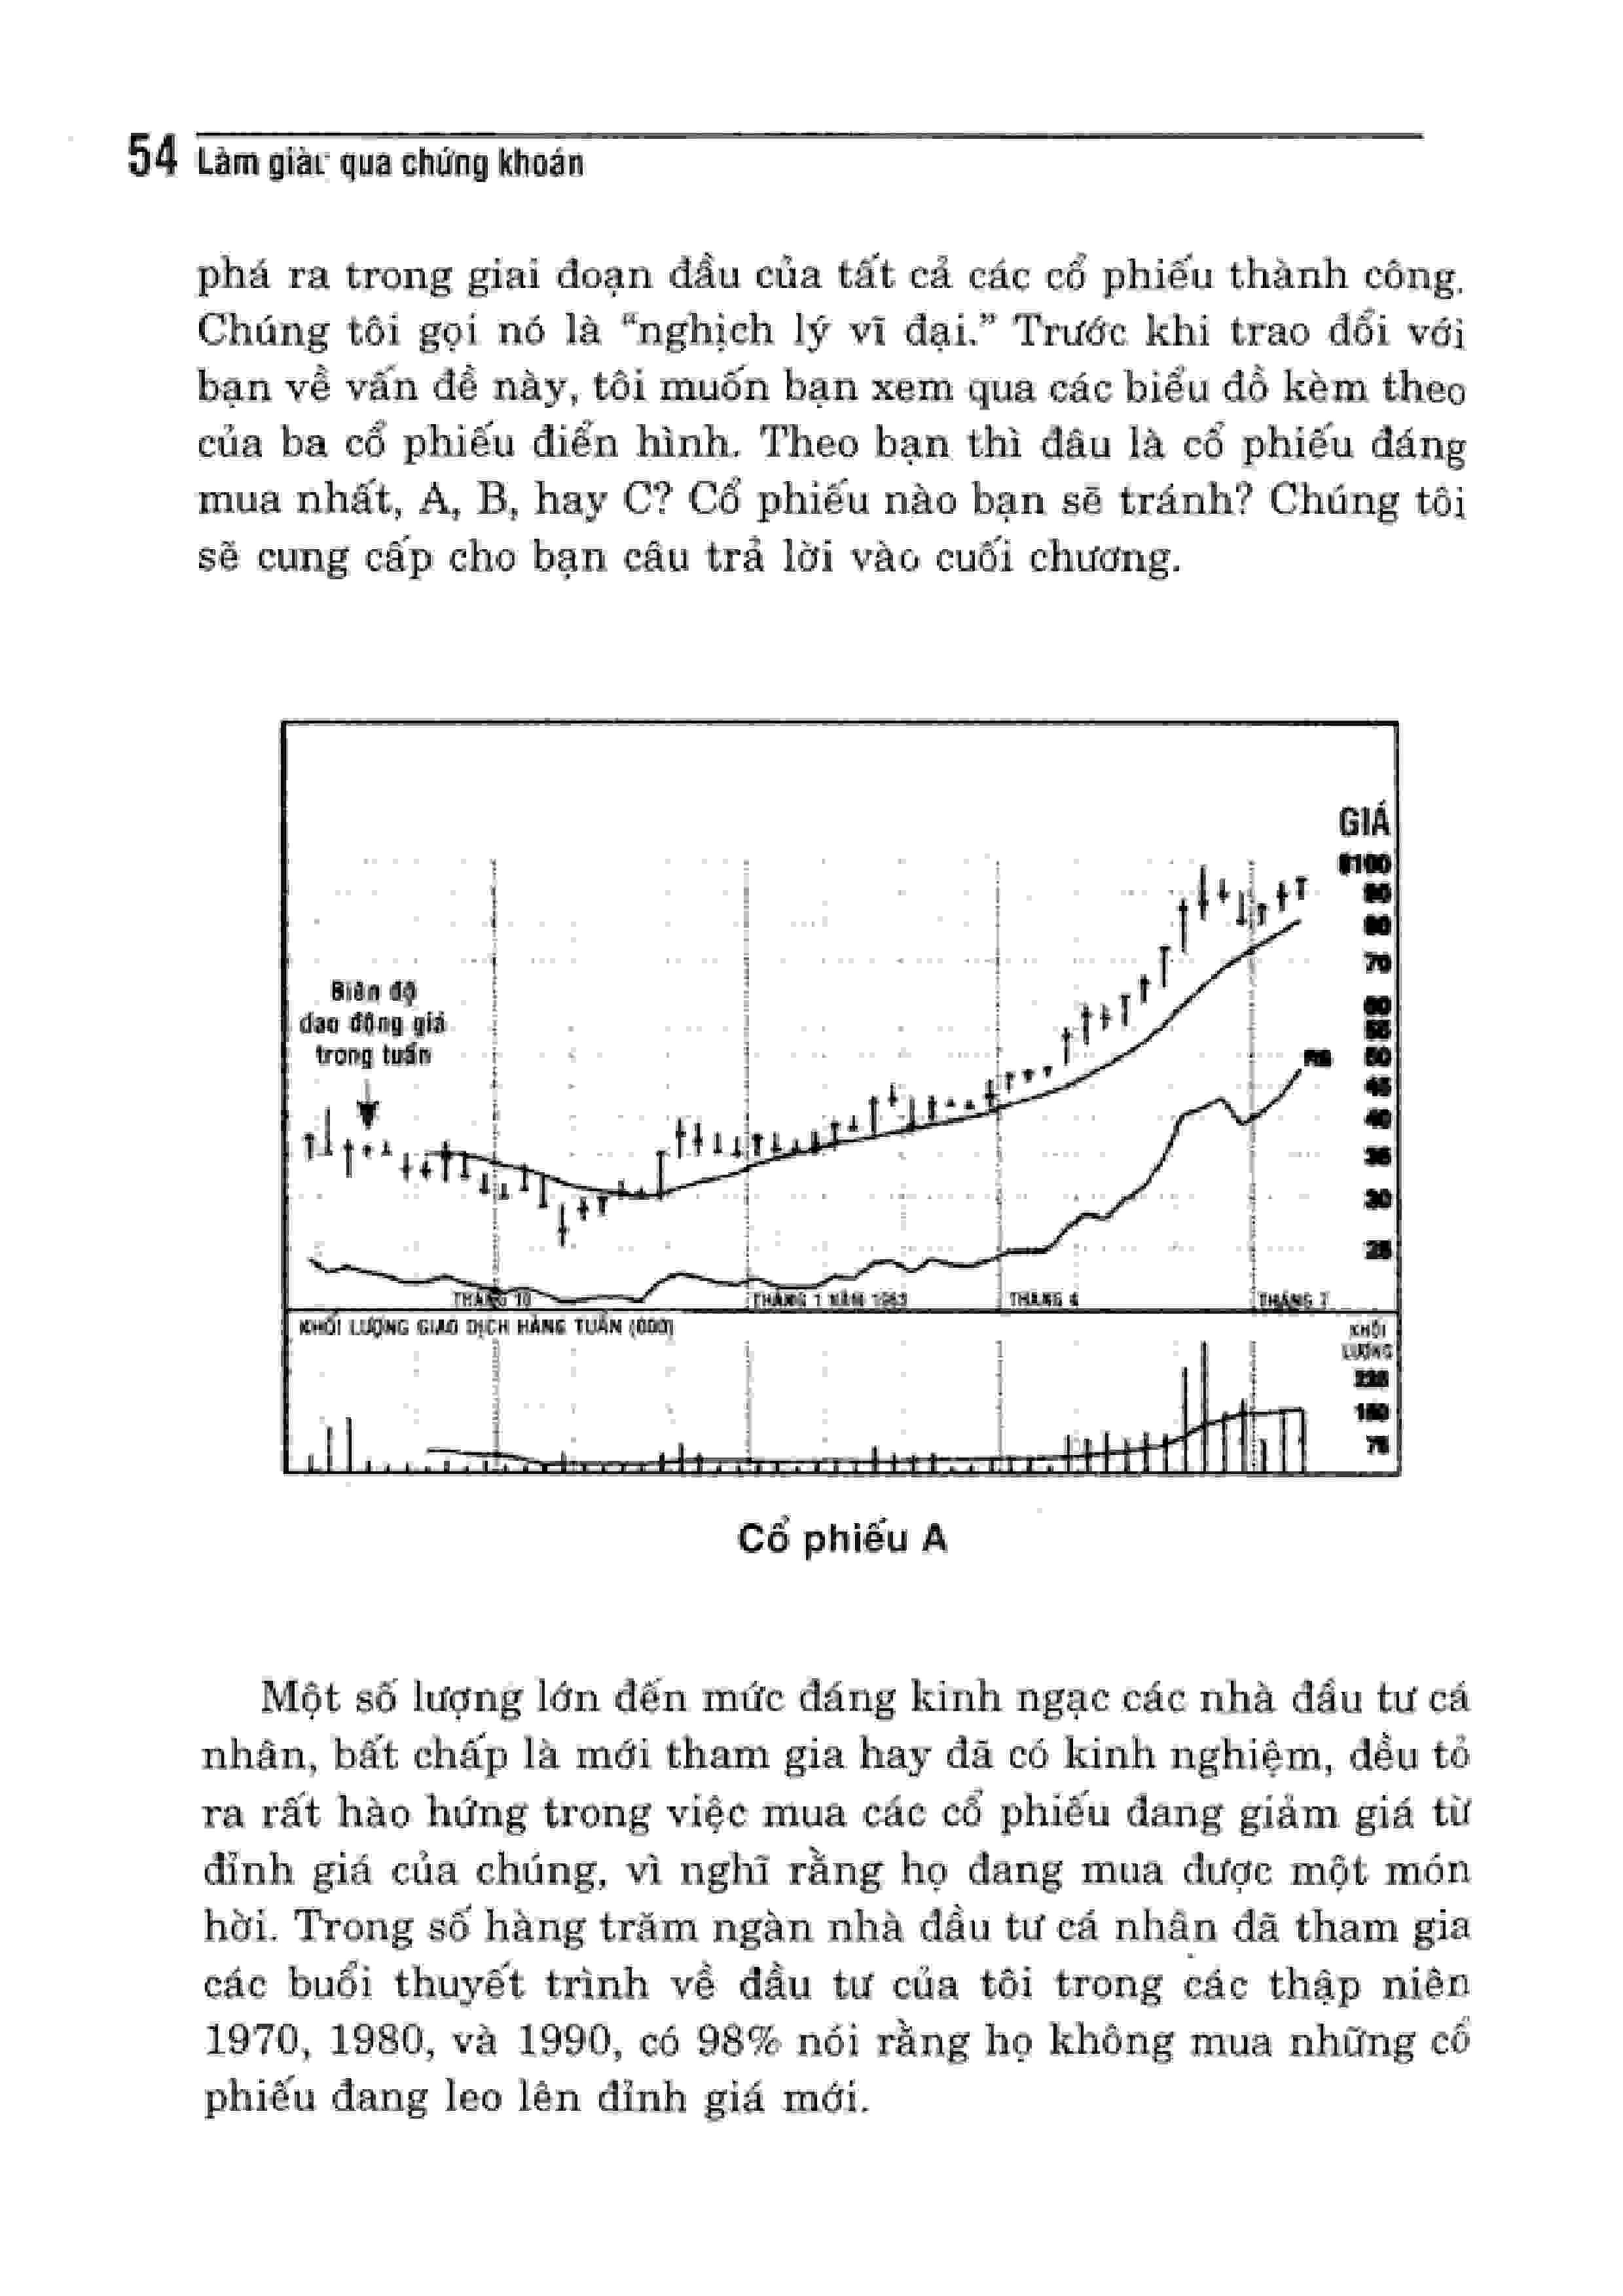 54 Làm giàu qua chứng khoán
phá ra trong giai đoạn đầu của tất cả các cổ phiếu thành công.
Chúng tôi gọi nó là “nghịch lý vĩ đại.” Trước khi trao đổi với
bạn về vấn đề này, tôi muốn bạn xem qua các biểu đồ kèm theo
của ba cổ phiếu điển hình. Theo bạn thì đâu là cổ phiếu đáng
mua nhất, A, B, hay C? Cổ phiếu nào bạn sẽ tránh? Chúng tôi
sẽ cung cấp cho bạn câu trả lời vào cuối chương.
GIÁ
$100
90
80
70
60
55
50
45
40
35
30
25
Biên độ
dao động giá
trong tuần
RS
THÁNG 10 THÁNG 1 NĂM 1963 THÁNG 4 THÁNG 7
KHỐI LƯỢNG GIAO DỊCH HÀNG TUẦN (000)
KHỐI
LƯỢNG
225
150
75
Cổ phiếu A
Một số lượng lớn đến mức đáng kinh ngạc các nhà đầu tư cá
nhân, bất chấp là mới tham gia hay đã có kinh nghiệm, đều tỏ
ra rất hào hứng trong việc mua các cổ phiếu đang giảm giá từ
đỉnh giá của chúng, vì nghĩ rằng họ đang mua được một món
hời. Trong số hàng trăm ngàn nhà đầu tư cá nhân đã tham gia
các buổi thuyết trình về đầu tư của tôi trong các thập niên
1970, 1980, và 1990, có 98% nói rằng họ không mua những cổ
phiếu đang leo lên đỉnh giá mới.